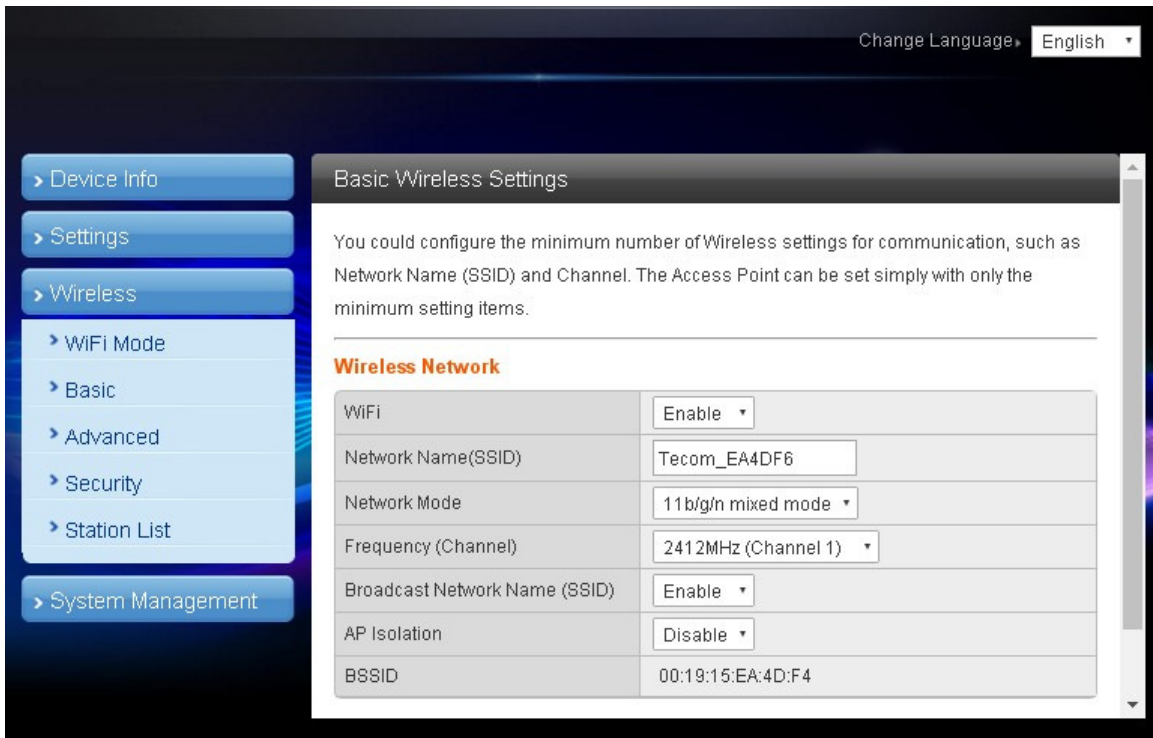 Change Language
English
Device Info
Settings
Wireless
WiFi Mode
Basic
Advanced
Security
Station List
System Management
Basic Wireless Settings
You could configure the minimum number of Wireless settings for communication, such as
Network Name (SSID) and Channel. The Access Point can be set simply with only the
minimum setting items.
Wireless Network
WiFi Enable
Network Name(SSID) Tecom_EA4DF6
Network Mode 11b/g/n mixed mode
Frequency (Channel) 2412MHz (Channel 1)
Broadcast Network Name (SSID) Enable
AP Isolation Disable
BSSID 00:19:15:EA:4D:F4